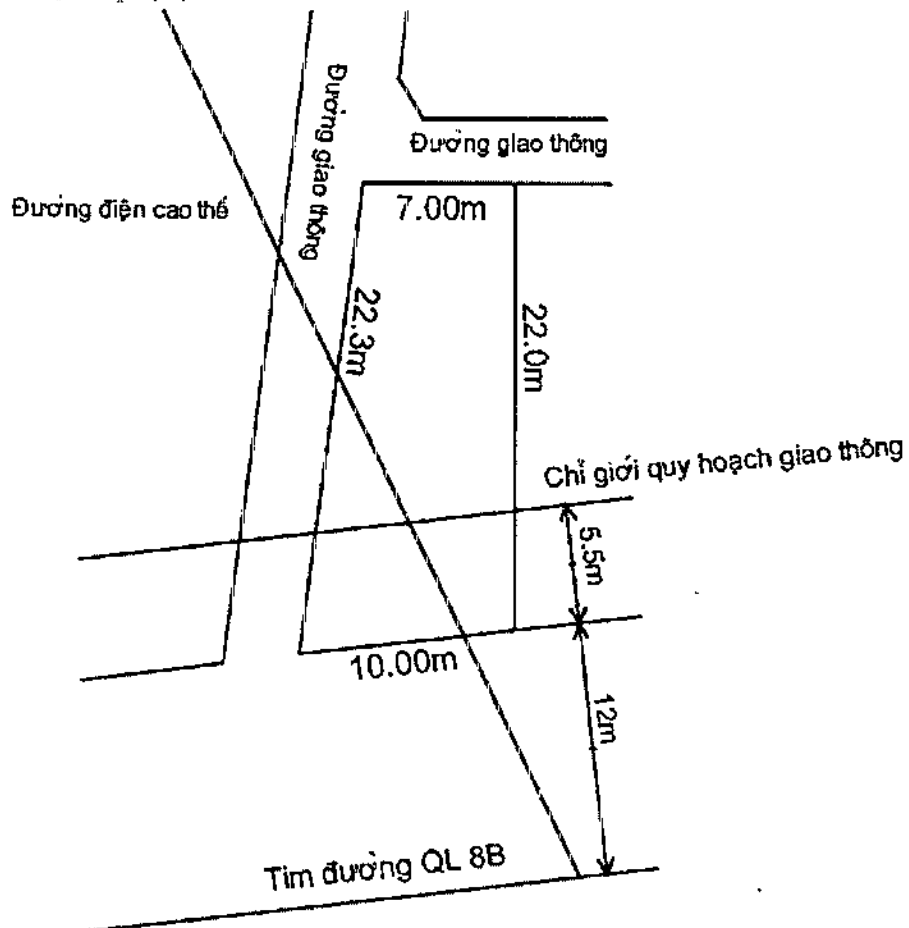 Đường giao thông
Đường giao thông
Đường điện cao thế
7.00m
22.3m
22.0m
Chỉ giới quy hoạch giao thông
5.5m
10.00m
12m
Tim đường QL 8B